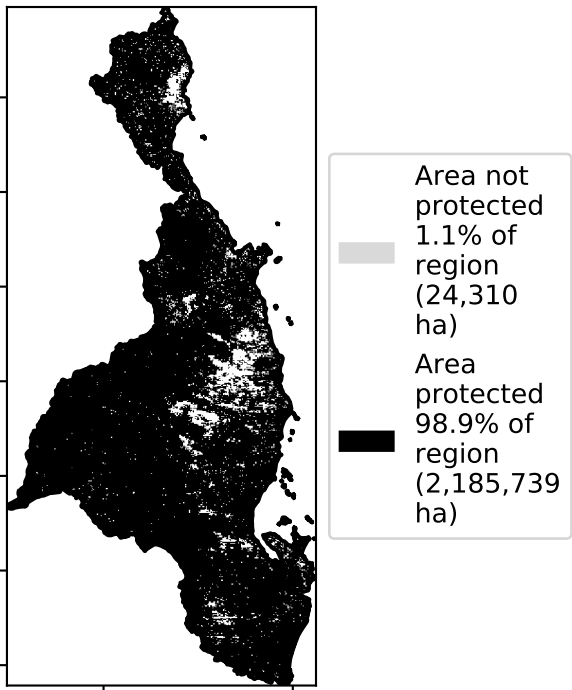 Area not
protected
1.1% of
region
(24,310
ha)
Area
protected
98.9% of
region
(2,185,739
ha)